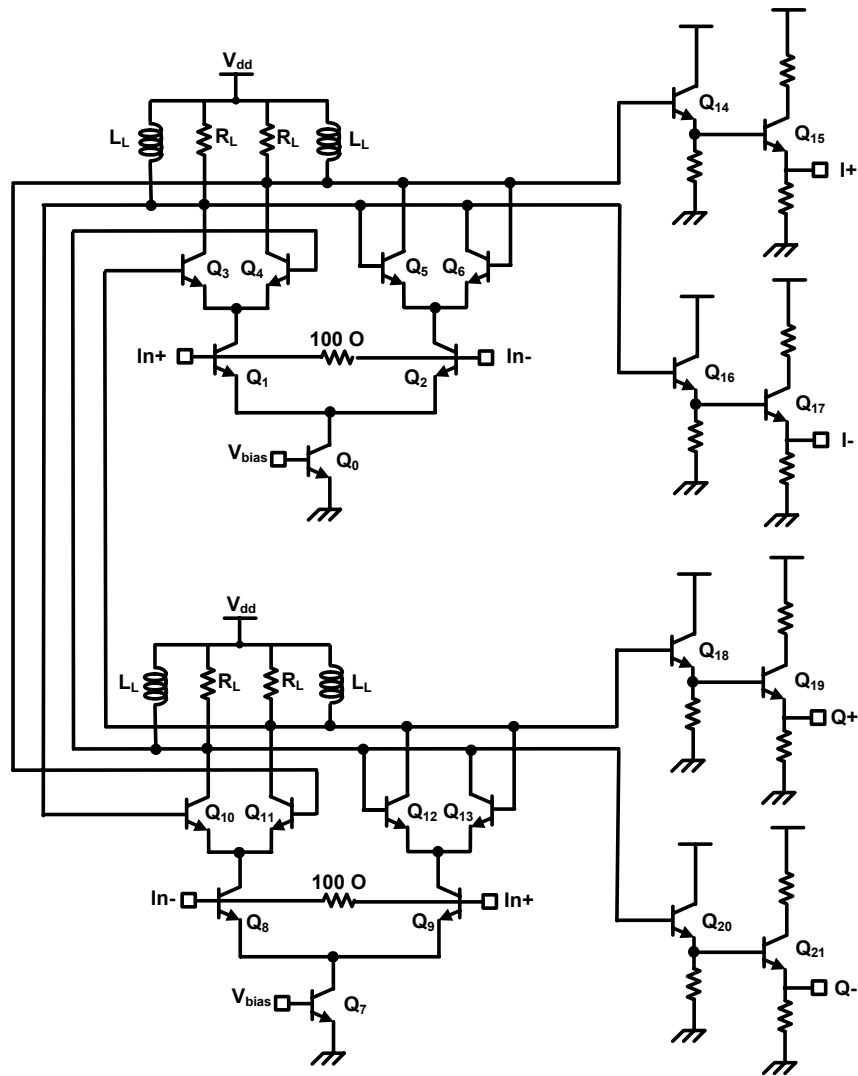 Vdd
LL RL RL LL
Q14
Q15
I+
Q3 Q4 Q5 Q6
100 O
In+ In-
Q1 Q2
Q16
Q17
I-
Vbias
Q0
Vdd
LL RL RL LL
Q18
Q19
Q+
Q10 Q11 Q12 Q13
100 O
In- In+
Q8 Q9
Q20
Q21
Q-
Vbias
Q7